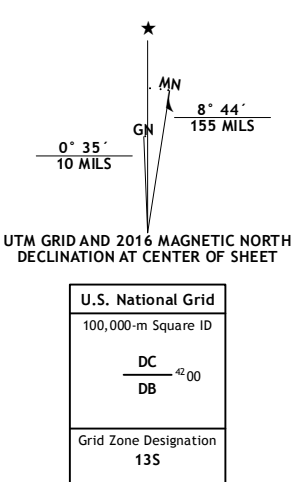 ★
MN
GN
8° 44´
155 MILS
0° 35´
10 MILS
UTM GRID AND 2016 MAGNETIC NORTH
DECLINATION AT CENTER OF SHEET
U.S. National Grid
100,000-m Square ID
DC
4200
DB
Grid Zone Designation
13S